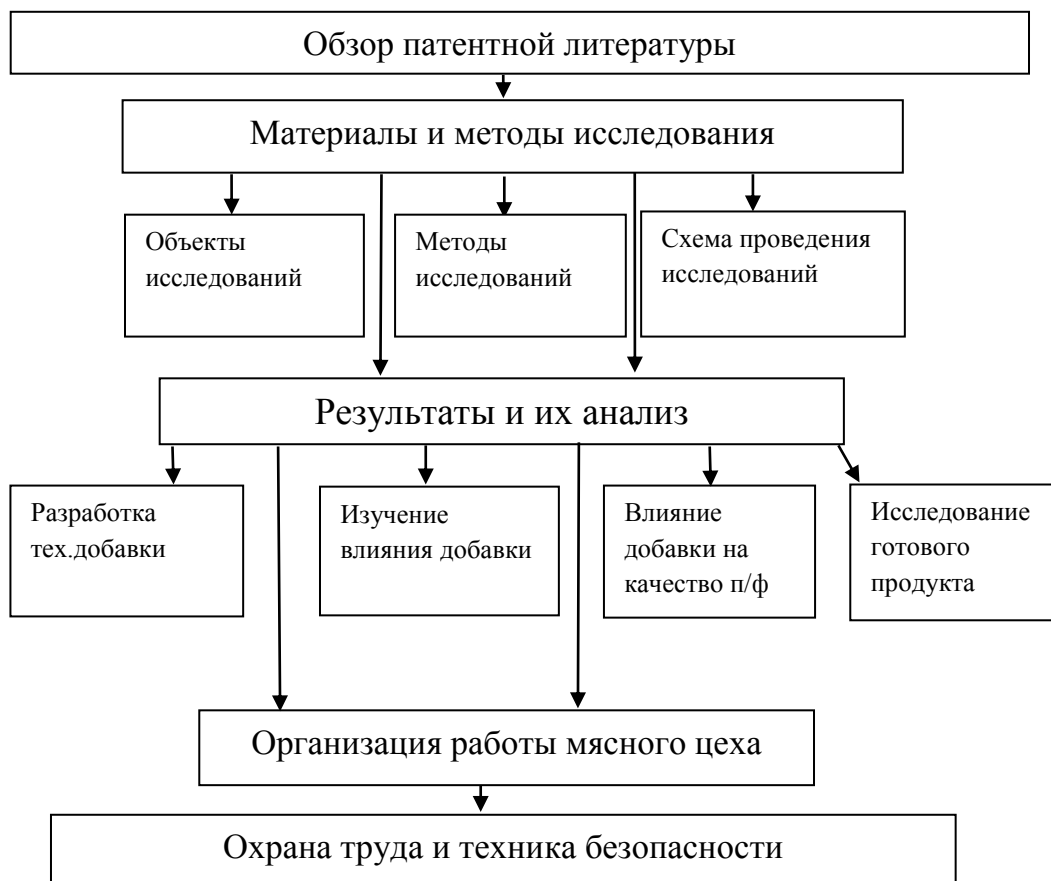 Обзор патентной литературы
Материалы и методы исследования
Объекты
исследований
Методы
исследований
Схема проведения
исследований
Результаты и их анализ
Разработка
тех.добавки
Изучение
влияния добавки
Влияние
добавки на
качество п/ф
Исследование
готового
продукта
Организация работы мясного цеха
Охрана труда и техника безопасности